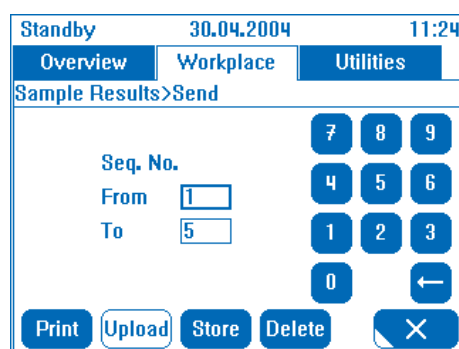 Standby 30.04.2004 11:24
Overview Workplace Utilities
Sample Results>Send
7 8 9
Seq. No.
4 5 6
From 1
To 5
1 2 3
0 ←
Print Upload Store Delete X